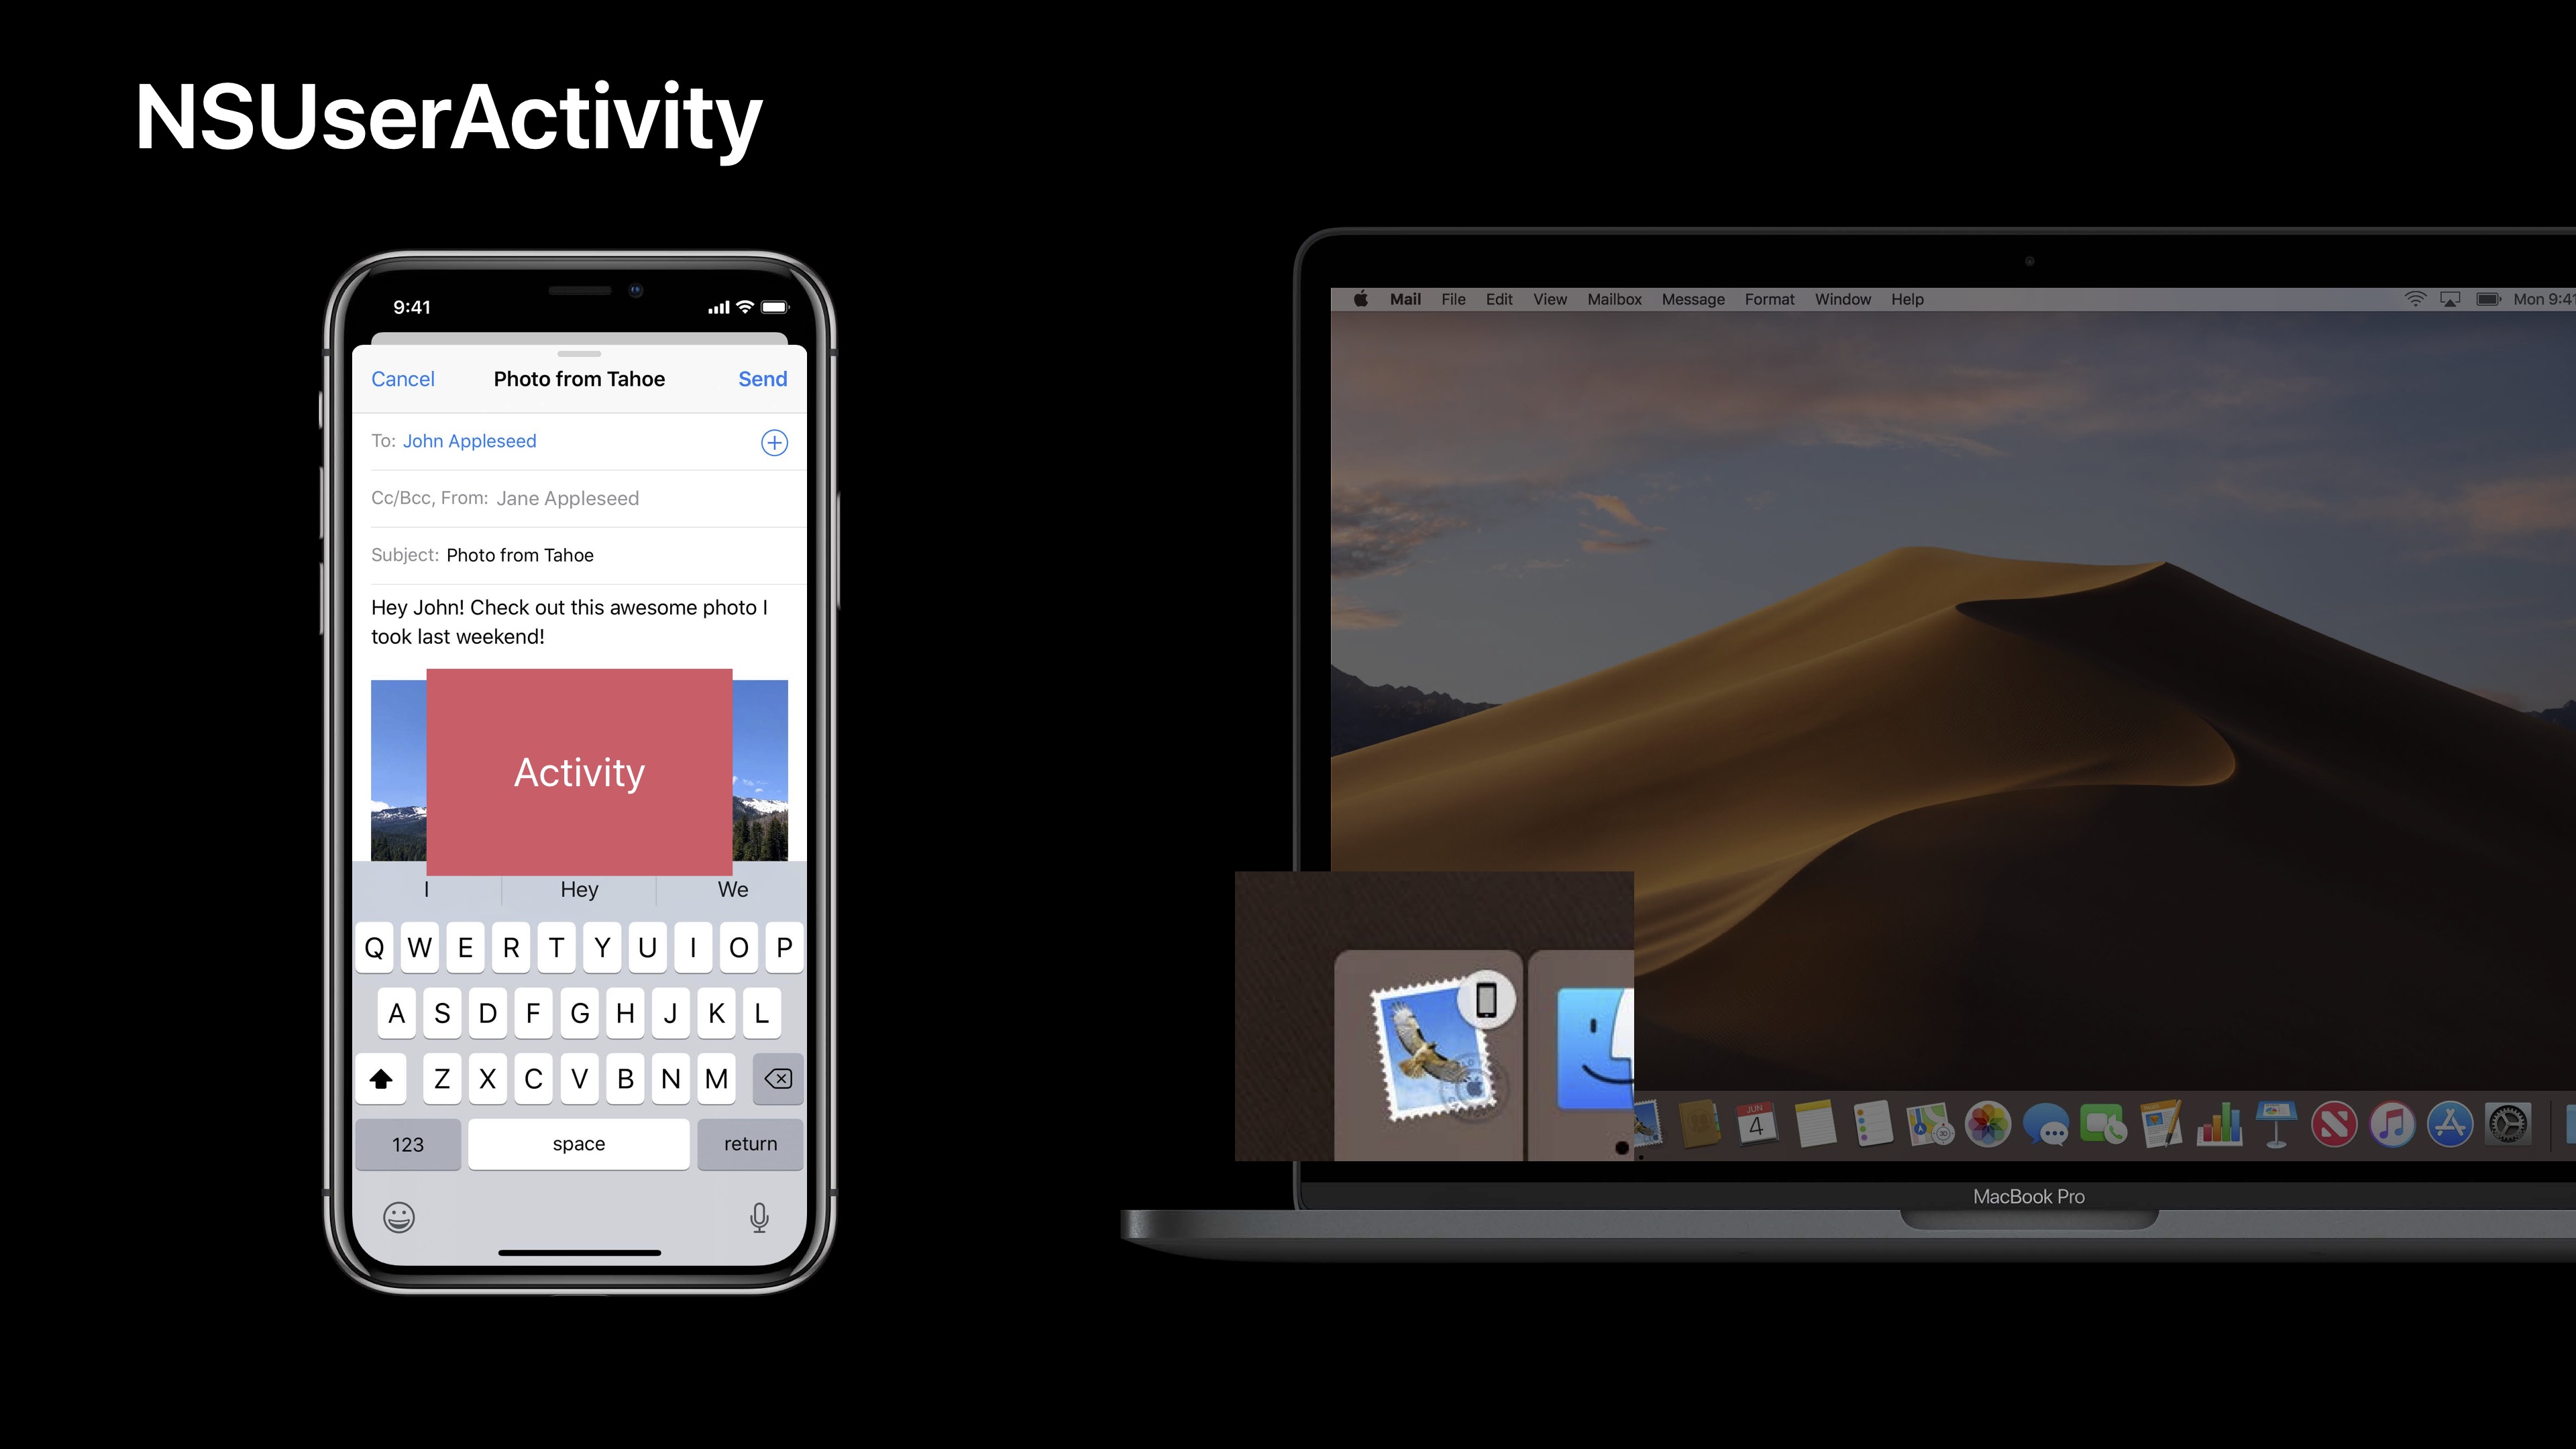 NSUserActivity
9:41
Cancel Photo from Tahoe Send
To: John Appleseed
Cc/Bcc, From: Jane Appleseed
Subject: Photo from Tahoe
Hey John! Check out this awesome photo I
took last weekend!
Activity
I Hey We
Q W E R T Y U I O P
A S D F G H J K L
Z X C V B N M
123 space return
Mail File Edit View Mailbox Message Format Window Help Mon 9:41
JUN
4
MacBook Pro